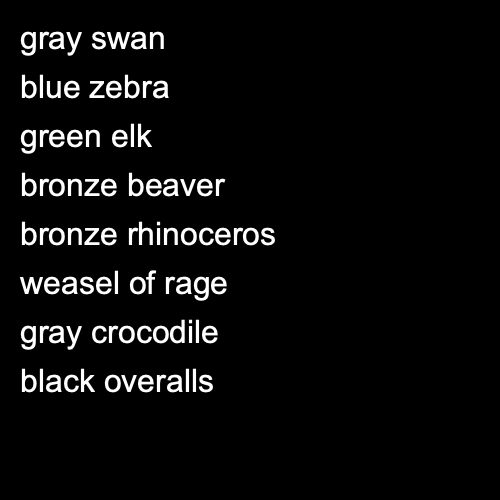 gray swan
blue zebra
green elk
bronze beaver
bronze rhinoceros
weasel of rage
gray crocodile
black overalls